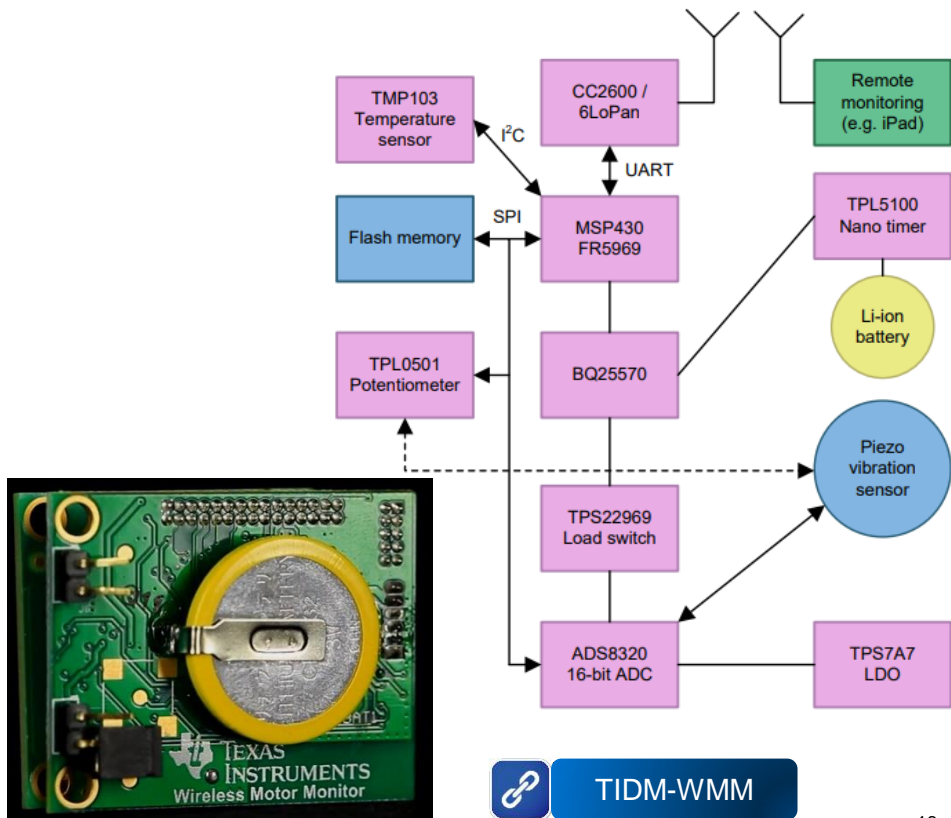 TMP103
Temperature
sensor
CC2600 /
6LoPan
Remote
monitoring
(e.g. iPad)
I²C
UART
Flash memory
SPI
MSP430
FR5969
TPL5100
Nano timer
Li-ion
battery
TPL0501
Potentiometer
BQ25570
Piezo
vibration
sensor
TPS22969
Load switch
ADS8320
16-bit ADC
TPS7A7
LDO
TEXAS
INSTRUMENTS
Wireless Motor Monitor
TIDM-WMM